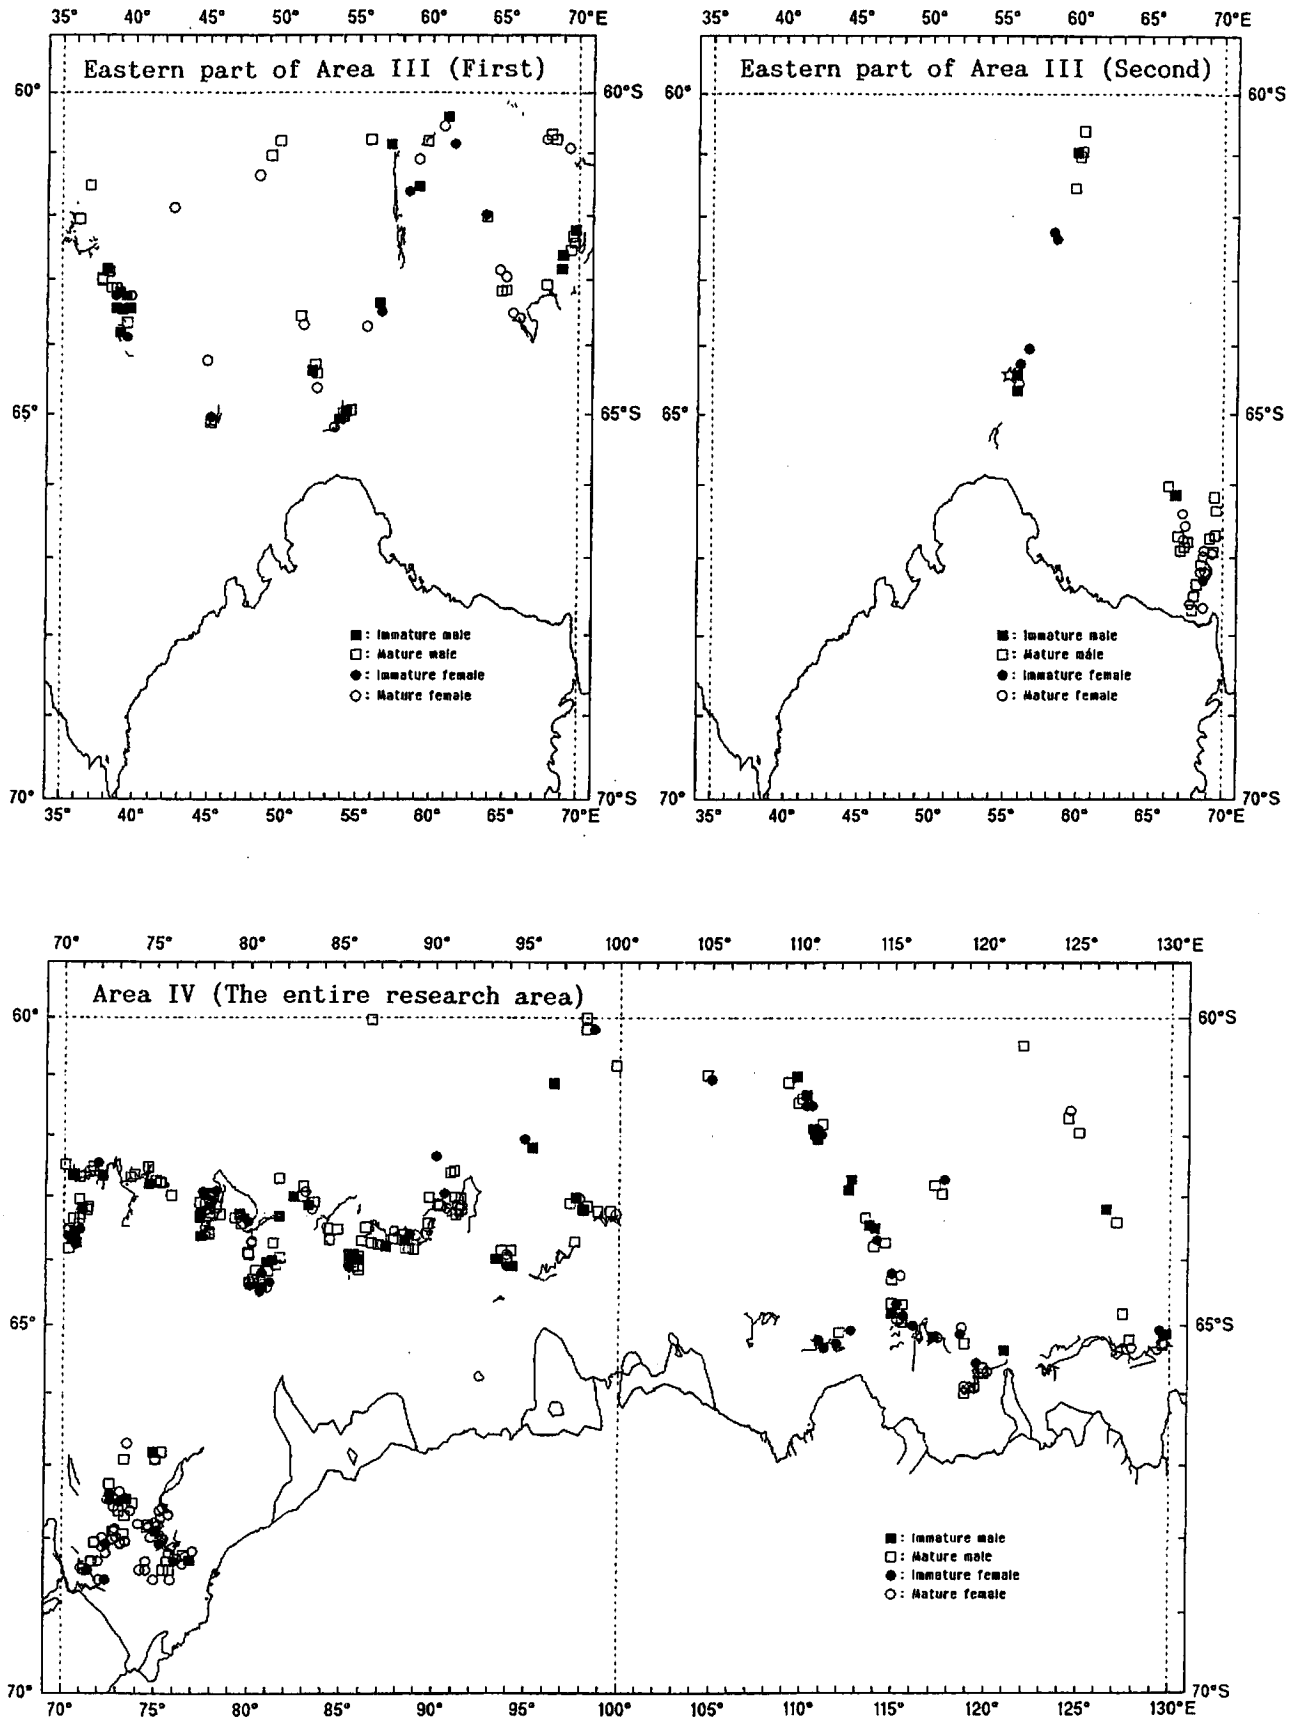 35° 40° 45° 50° 55° 60° 65° 70°E
Eastern part of Area III (First)
60° 60°S
65° 65°S
■: Immature male
□: Mature male
●: Immature female
○: Mature female
70° 70°S
35° 40° 45° 50° 55° 60° 65° 70°E
35° 40° 45° 50° 55° 60° 65° 70°E
Eastern part of Area III (Second)
60° 60°S
65° 65°S
■: Immature male
□: Mature mále
●: Immature female
○: Mature female
70° 70°S
35° 40° 45° 50° 55° 60° 65° 70°E
70° 75° 80° 85° 90° 95° 100° 105° 110° 115° 120° 125° 130°E
Area IV (The entire research area)
60° 60°S
65° 65°S
■: Immature male
□: Mature male
●: Immature female
○: Mature female
70° 70°S
70° 75° 80° 85° 90° 95° 100° 105° 110° 115° 120° 125° 130°E